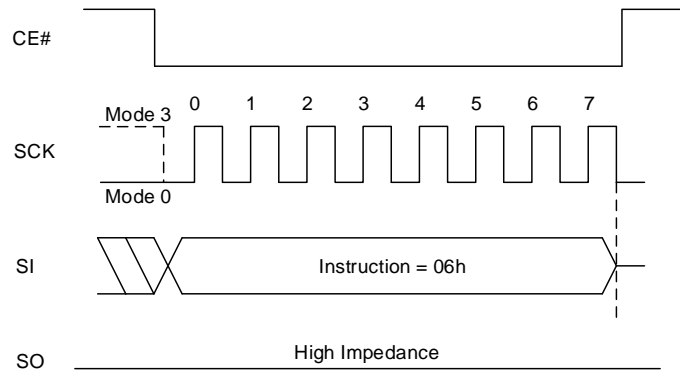 CE#
0 1 2 3 4 5 6 7
Mode 3
SCK
Mode 0
SI
Instruction = 06h
High Impedance
SO